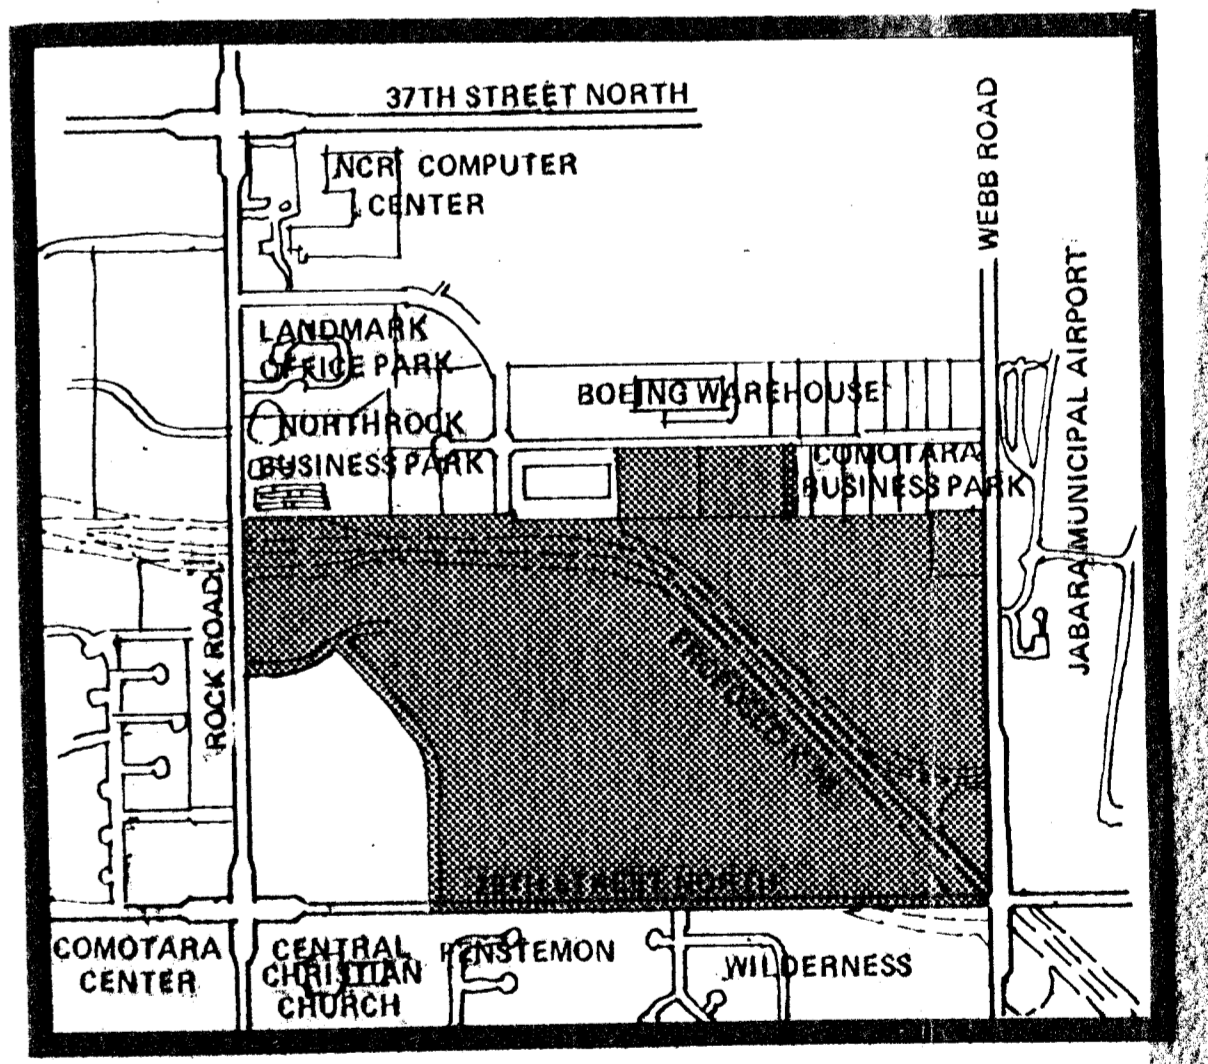 37TH STREET NORTH
WEBB ROAD
NCR COMPUTER
CENTER
JABARA MUNICIPAL AIRPORT
LANDMARK
OFFICE PARK
BOEING WAREHOUSE
NORTHROCK
BUSINESS PARK
COMOTARA
BUSINESS PARK
ROCK ROAD
PROPOSED
NORTH
COMOTARA
CENTER
CENTRAL
CHRISTIAN
CHURCH
PENSTEMON
WILDERNESS